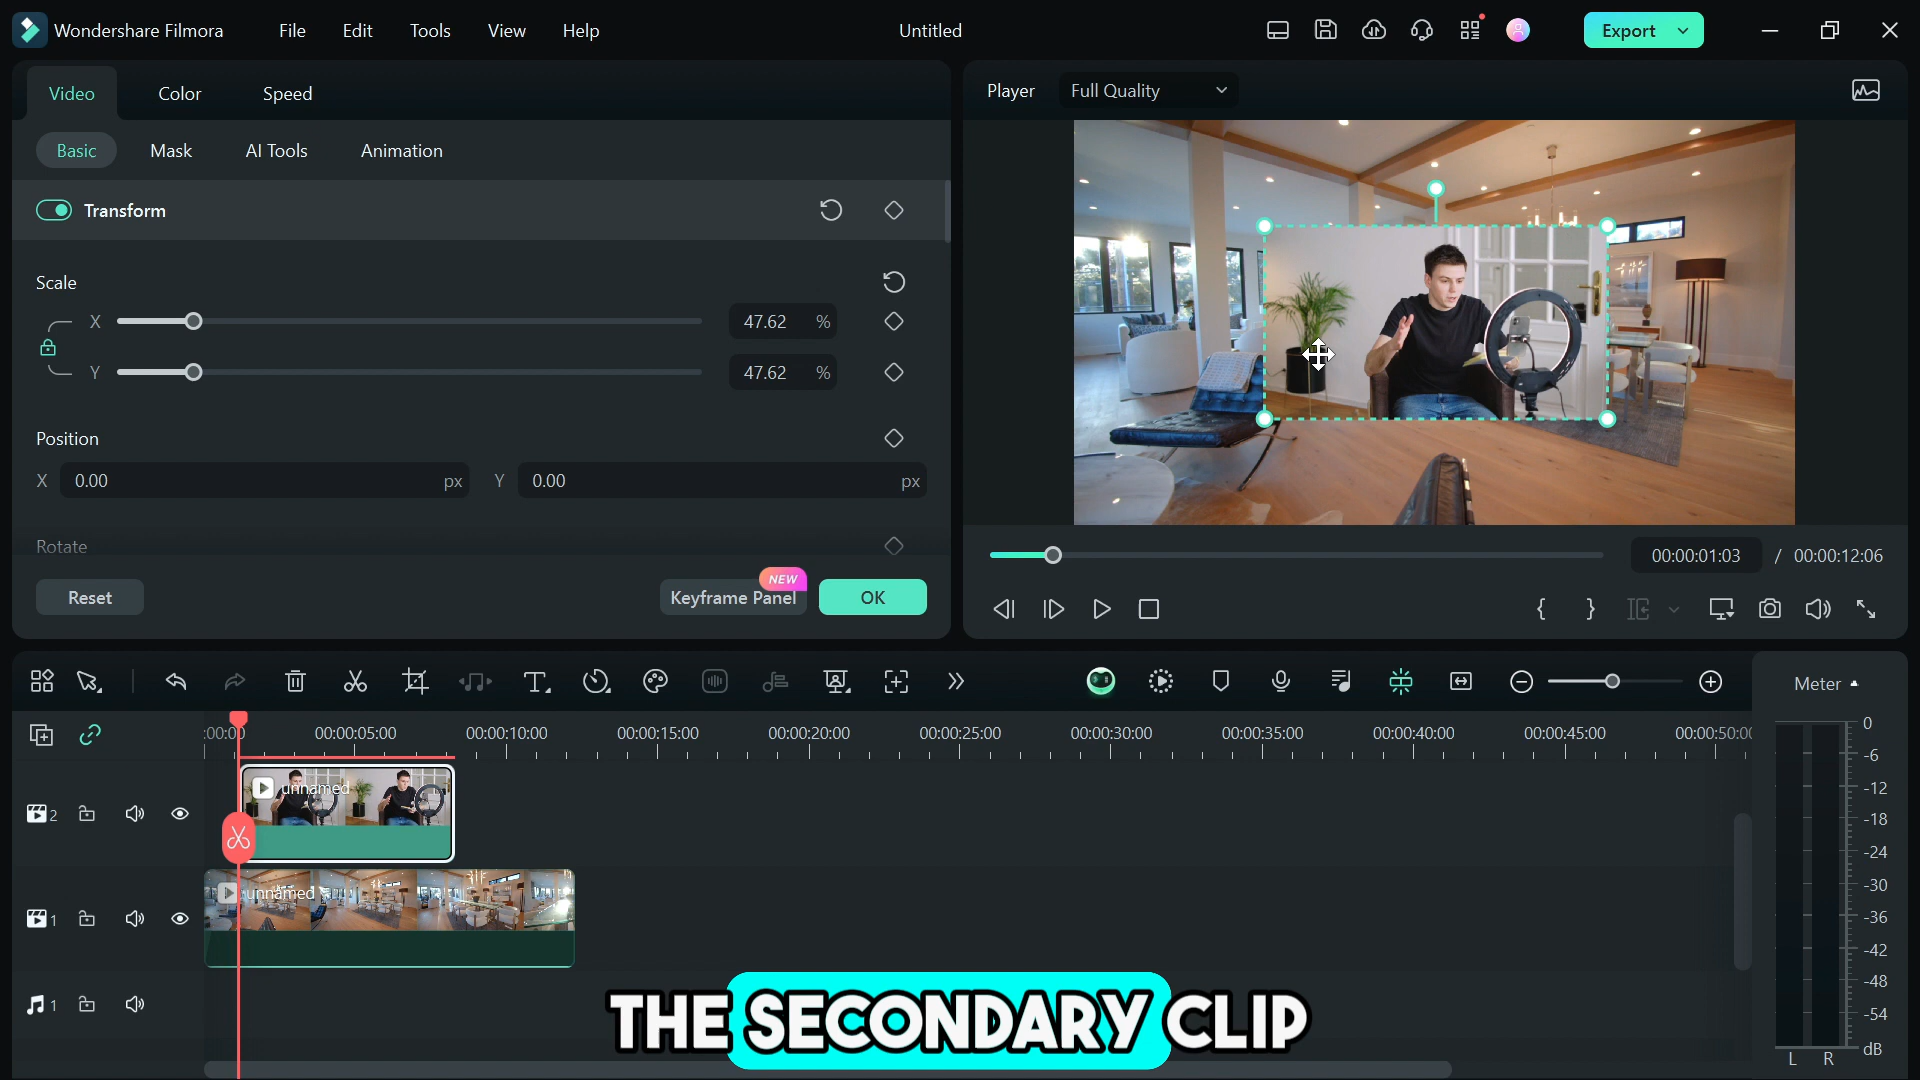 Wondershare Filmora
File
Edit
Tools
View
Help
Untitled
Export
Video
Color
Speed
Player
Full Quality
Basic
Mask
AI Tools
Animation
Transform
Scale
X
47.62
%
Y
47.62
%
Position
X
0.00
px
Y
0.00
px
Rotate
00:00:01:03
/
00:00:12:06
Reset
NEW
Keyframe Panel
OK
{
}
Meter
:00:00
00:00:05:00
00:00:10:00
00:00:15:00
00:00:20:00
00:00:25:00
00:00:30:00
00:00:35:00
00:00:40:00
00:00:45:00
00:00:50:00
0
-6
-12
-18
-24
-30
-36
-42
-48
-54
dB
L
R
2
unnamed
1
unnamed
1
THE SECONDARY CLIP